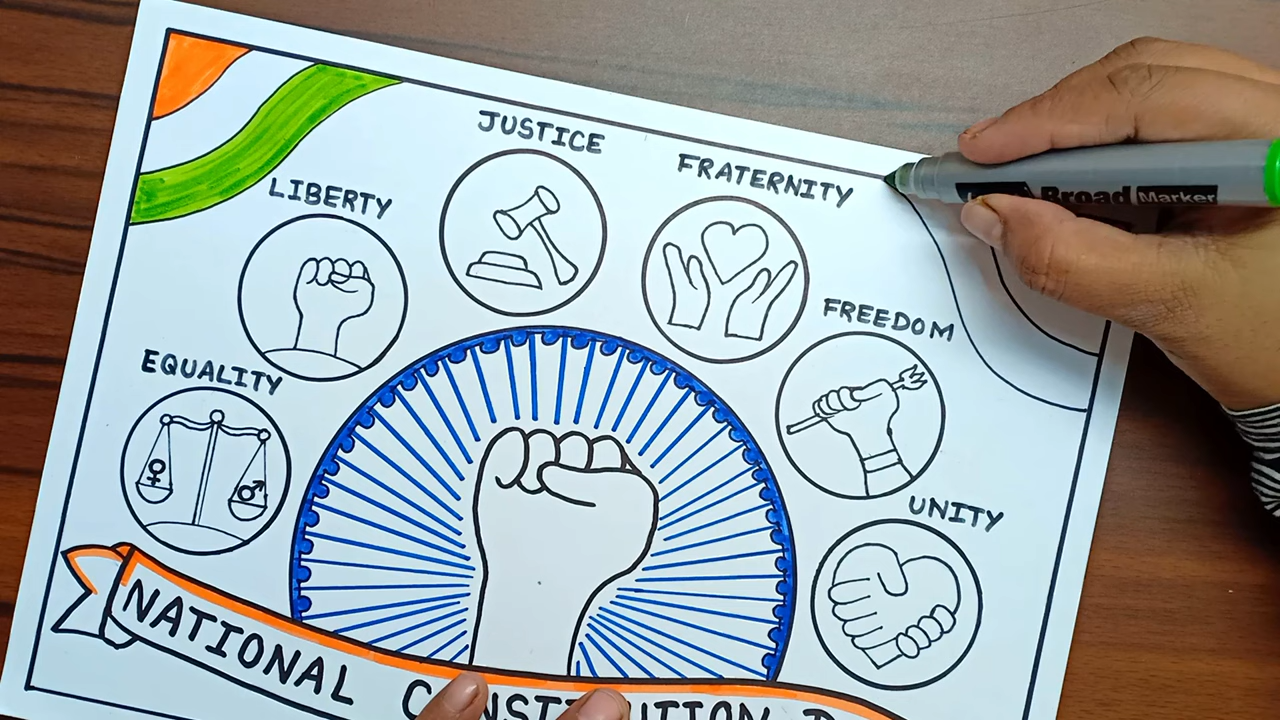 JUSTICE
FRATERNITY
LIBERTY
FREEDOM
EQUALITY
UNITY
NATIONAL
Broad Marker